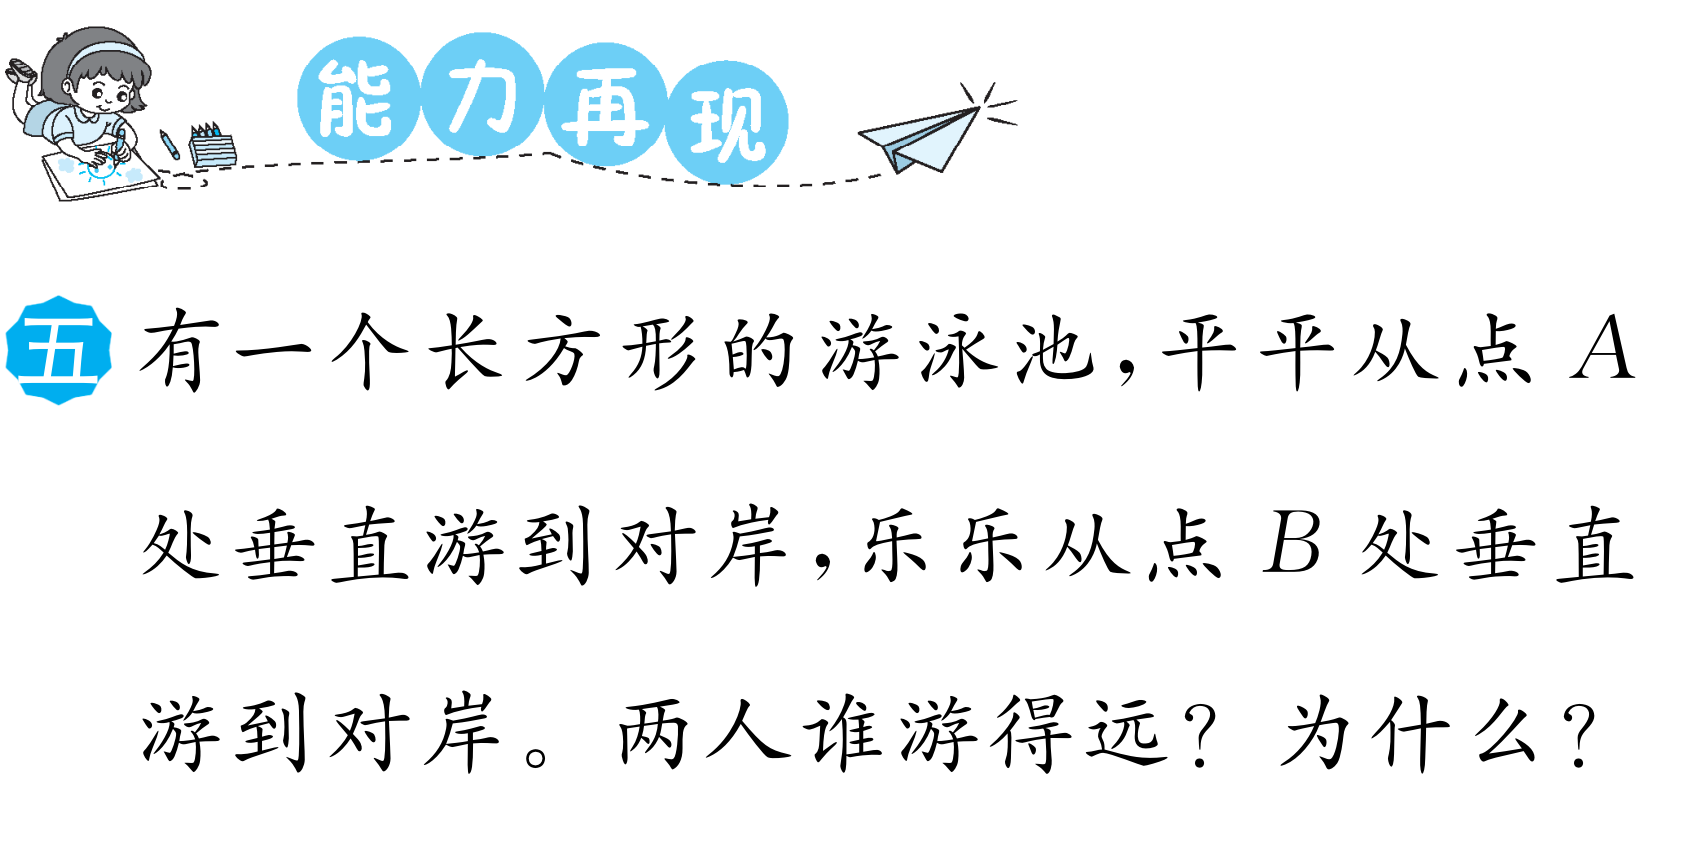 能力再现
五 有一个长方形的游泳池，平平从点 A
处垂直游到对岸，乐乐从点 B 处垂直
游到对岸。两人谁游得远？为什么？